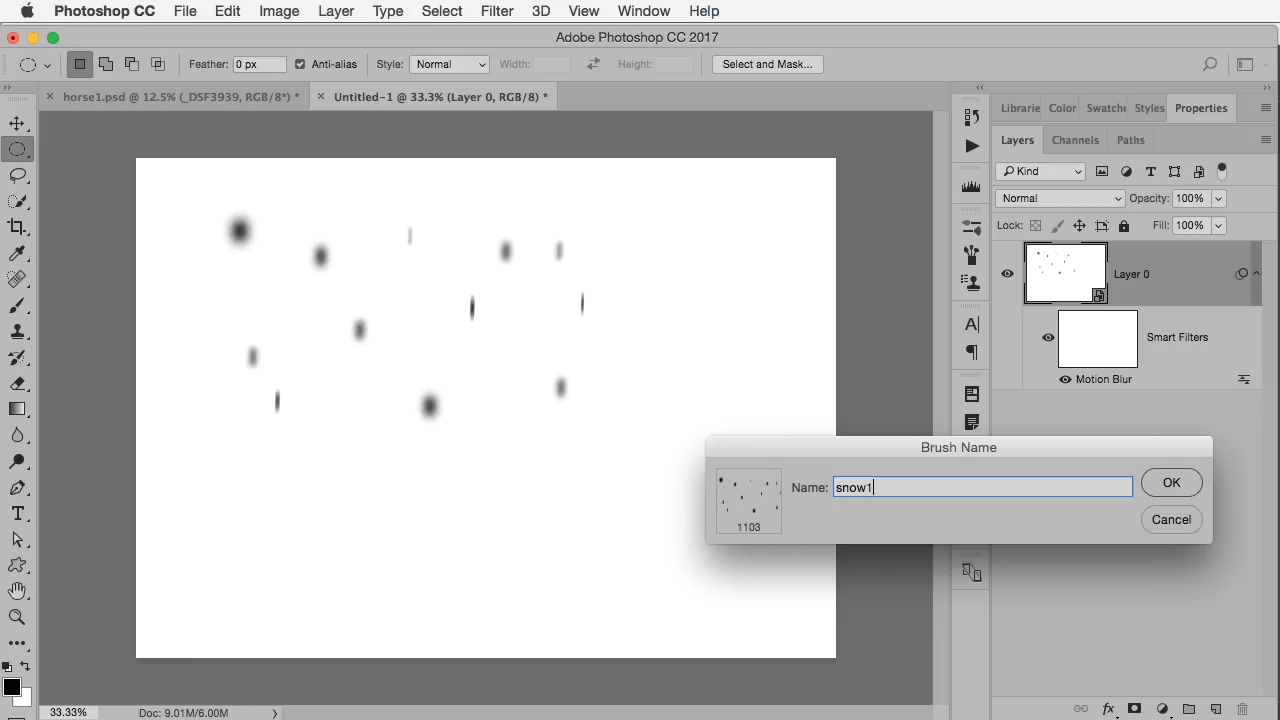 Photoshop CC File Edit Image Layer Type Select Filter 3D View Window Help
Adobe Photoshop CC 2017
Feather: 0 px Anti-alias Style: Normal Width: Height: Select and Mask...
horse1.psd @ 12.5% (_DSF3939, RGB/8*) *
Untitled-1 @ 33.3% (Layer 0, RGB/8) *
Librarie Color Swatche Styles Properties
Layers Channels Paths
Kind
Normal Opacity: 100%
Lock: Fill: 100%
Layer 0
Smart Filters
Motion Blur
Brush Name
Name: snow1
OK
1103
Cancel
33.33% Doc: 9.01M/6.00M